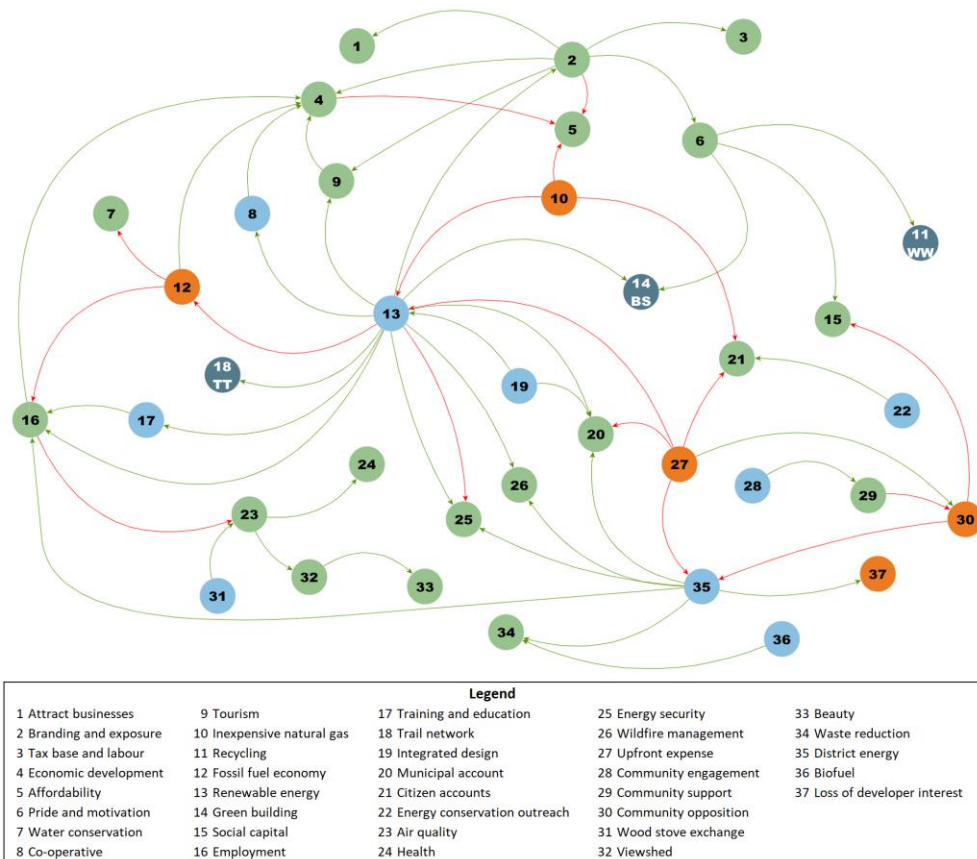 1
2
3
4
5
6
7
8
9
10
11
WW
12
13
14
BS
15
16
17
18
TT
19
20
21
22
23
24
25
26
27
28
29
30
31
32
33
34
35
36
37
Legend
1 Attract businesses
2 Branding and exposure
3 Tax base and labour
4 Economic development
5 Affordability
6 Pride and motivation
7 Water conservation
8 Co-operative
9 Tourism
10 Inexpensive natural gas
11 Recycling
12 Fossil fuel economy
13 Renewable energy
14 Green building
15 Social capital
16 Employment
17 Training and education
18 Trail network
19 Integrated design
20 Municipal account
21 Citizen accounts
22 Energy conservation outreach
23 Air quality
24 Health
25 Energy security
26 Wildfire management
27 Upfront expense
28 Community engagement
29 Community support
30 Community opposition
31 Wood stove exchange
32 Viewshed
33 Beauty
34 Waste reduction
35 District energy
36 Biofuel
37 Loss of developer interest